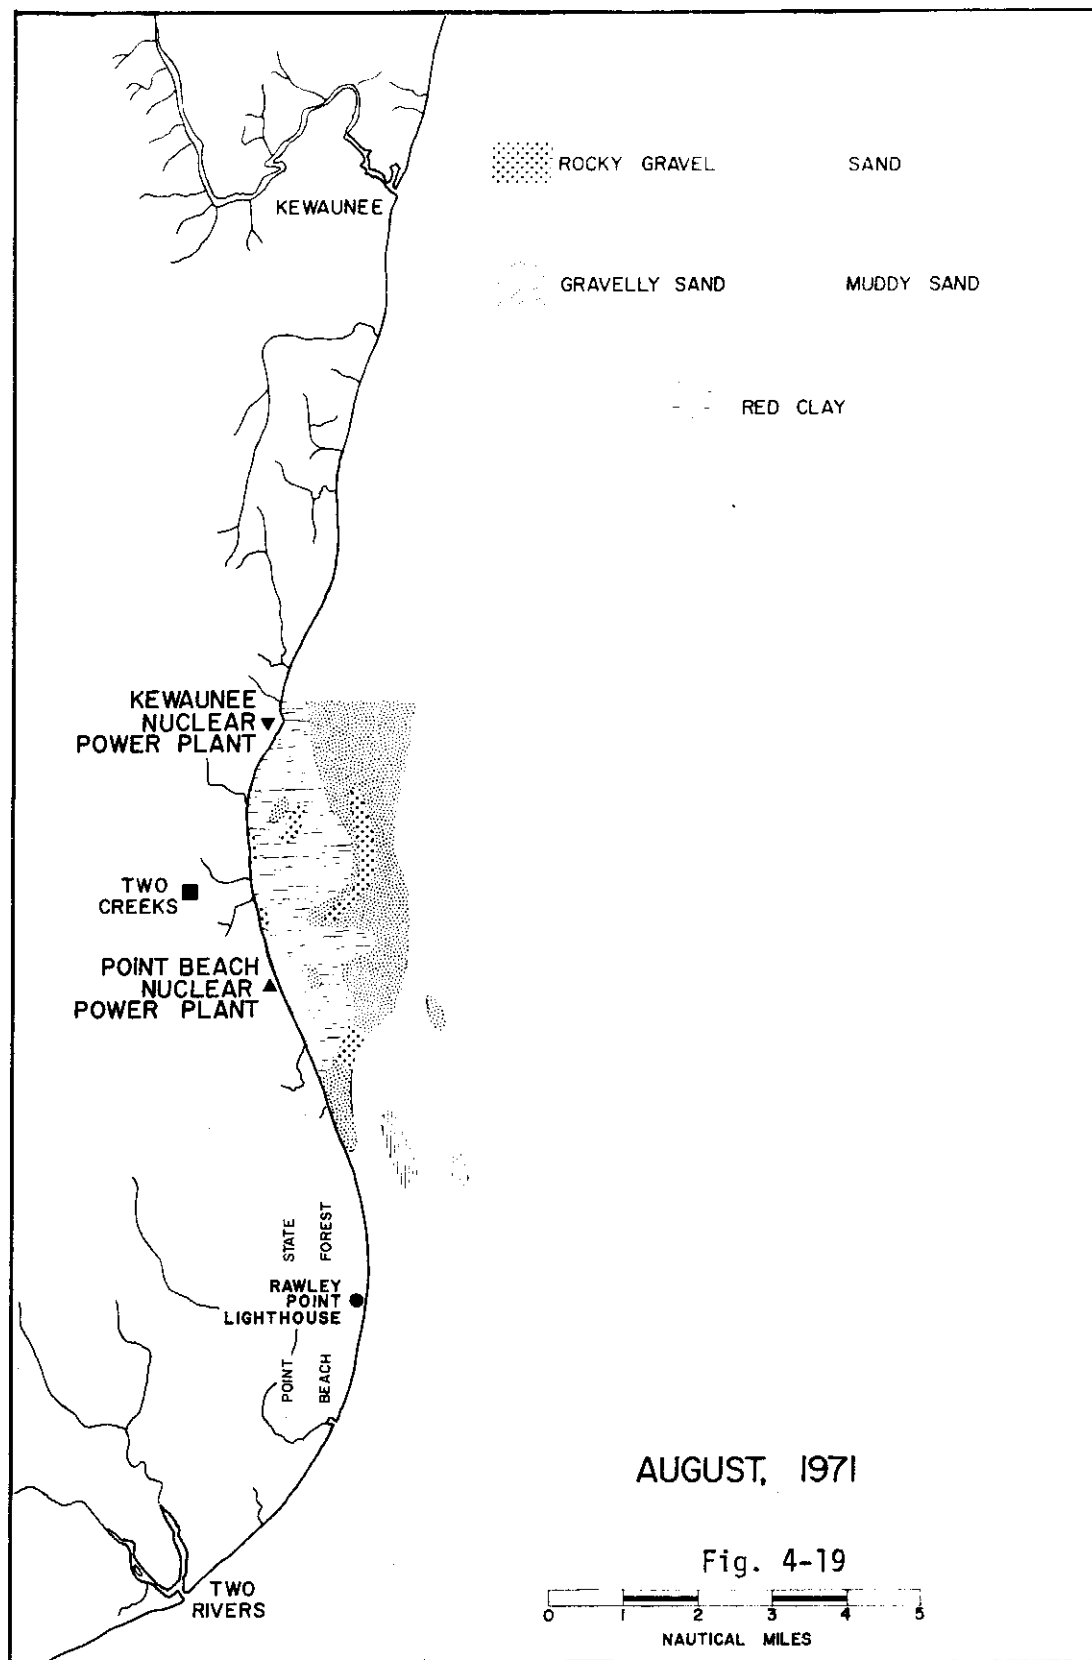 ROCKY GRAVEL
SAND
KEWAUNEE
GRAVELLY SAND
MUDDY SAND
RED CLAY
KEWAUNEE
NUCLEAR
POWER PLANT
TWO
CREEKS
POINT BEACH
NUCLEAR
POWER PLANT
STATE
FOREST
RAWLEY
POINT
LIGHTHOUSE
POINT
BEACH
AUGUST, 1971
Fig. 4-19
TWO
RIVERS
0 1 2 3 4 5
NAUTICAL MILES